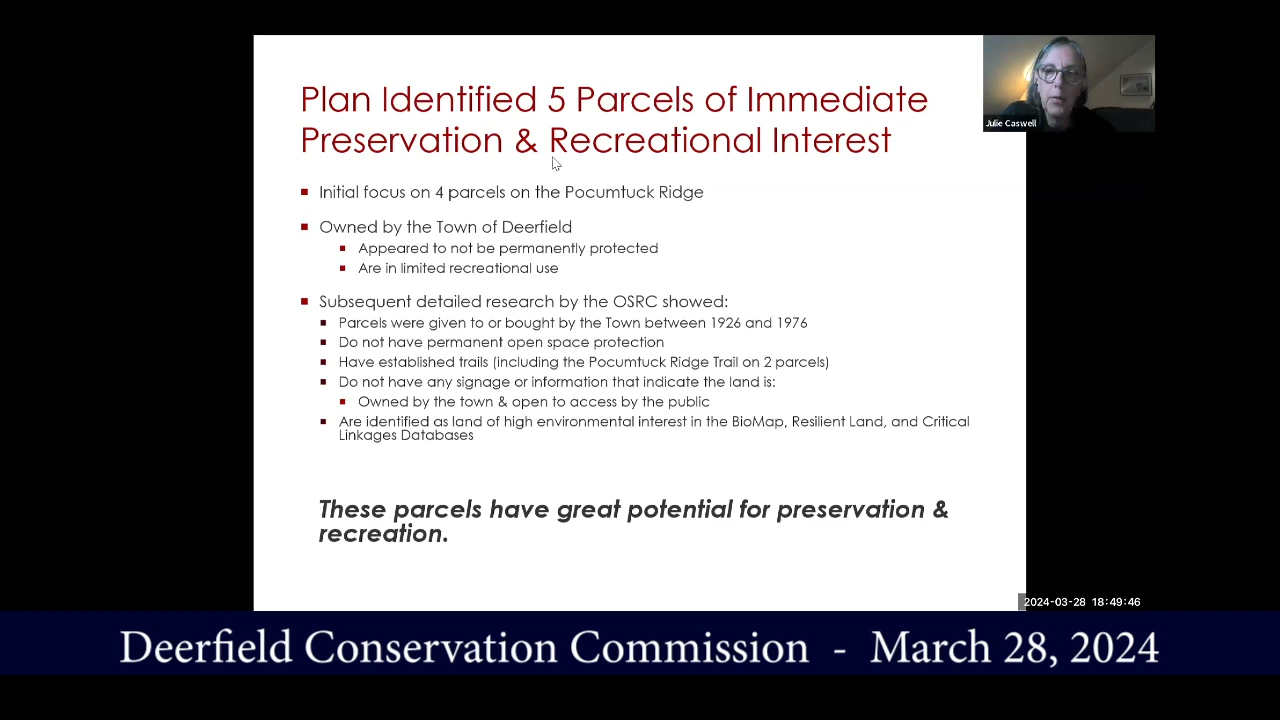 Plan Identified 5 Parcels of Immediate
Preservation & Recreational Interest
Julie Caswell
Initial focus on 4 parcels on the Pocumtuck Ridge
Owned by the Town of Deerfield
Appeared to not be permanently protected
Are in limited recreational use
Subsequent detailed research by the OSRC showed:
Parcels were given to or bought by the Town between 1926 and 1976
Do not have permanent open space protection
Have established trails (including the Pocumtuck Ridge Trail on 2 parcels)
Do not have any signage or information that indicate the land is:
Owned by the town & open to access by the public
Are identified as land of high environmental interest in the BioMap, Resilient Land, and Critical
Linkages Databases
These parcels have great potential for preservation &
recreation.
2024-03-28 18:49:46
Deerfield Conservation Commission - March 28, 2024